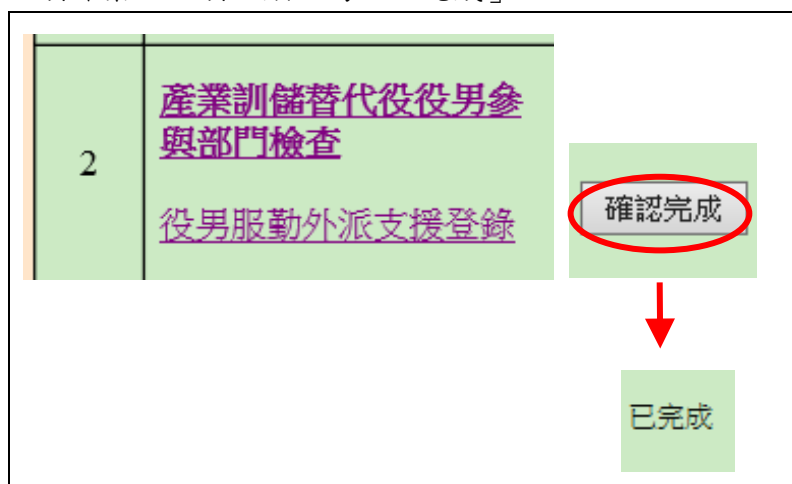 2
產業訓儲替代役役男參
與部門檢查
役男服勤外派支援登錄
確認完成
已完成